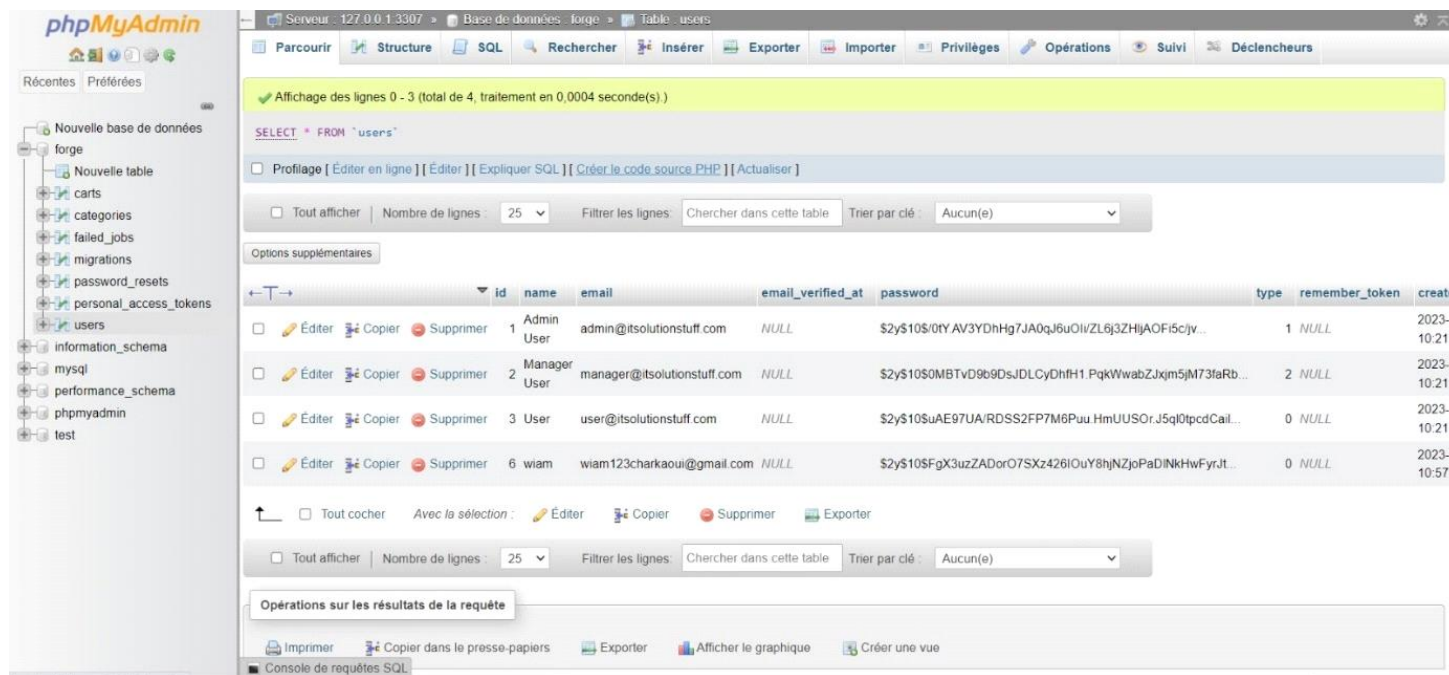 phpMyAdmin
Récentes Préférées
Nouvelle base de données
forge
Nouvelle table
carts
categories
failed_jobs
migrations
password_resets
personal_access_tokens
users
information_schema
mysql
performance_schema
phpmyadmin
test
Serveur : 127.0.0.1:3307 » Base de données : forge » Table : users
Parcourir Structure SQL Rechercher Insérer Exporter Importer Privilèges Opérations Suivi Déclencheurs
Affichage des lignes 0 - 3 (total de 4, traitement en 0,0004 seconde(s).)
SELECT * FROM `users`
Profilage [ Éditer en ligne ] [ Éditer ] [ Expliquer SQL ] [ Créer le code source PHP ] [ Actualiser ]
Tout afficher | Nombre de lignes : 25 Filtrer les lignes: Chercher dans cette table Trier par clé : Aucun(e)
Options supplémentaires
id name email email_verified_at password type remember_token
Éditer Copier Supprimer 1 Admin User admin@itsolutionstuff.com NULL 1 NULL 2023-
10:21
Éditer Copier Supprimer 2 Manager User manager@itsolutionstuff.com NULL 2 NULL 2023-
10:21
Éditer Copier Supprimer 3 User user@itsolutionstuff.com NULL 0 NULL 2023-
10:21
Éditer Copier Supprimer 6 wiam wiam123charkaoui@gmail.com NULL 0 NULL 2023-
10:57
Tout cocher Avec la sélection : Éditer Copier Supprimer Exporter
Tout afficher | Nombre de lignes : 25 Filtrer les lignes: Chercher dans cette table Trier par clé : Aucun(e)
Opérations sur les résultats de la requête
Imprimer Copier dans le presse-papiers Exporter Afficher le graphique Créer une vue
Console de requêtes SQL